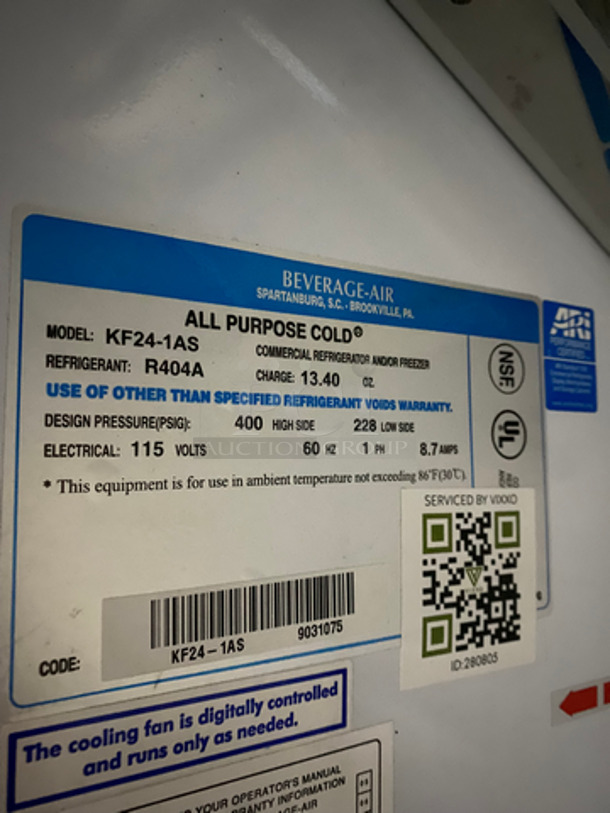 BEVERAGE-AIR
SPARTANBURG, S.C. - BROOKVILLE, PA.
ALL PURPOSE COLD®
MODEL: KF24-1AS
COMMERCIAL REFRIGERATOR AND/OR FREEZER
REFRIGERANT: R404A CHARGE: 13.40 OZ.
USE OF OTHER THAN SPECIFIED REFRIGERANT VOIDS WARRANTY.
DESIGN PRESSURE(PSIG): 400 HIGH SIDE 228 LOW SIDE
ELECTRICAL: 115 VOLTS 60 HZ 1 PH 8.7 AMPS
* This equipment is for use in ambient temperature not exceeding 86°F(30°C).
NSF.
UL
ARi
PERFORMANCE
CERTIFIED
AUCTION GROUP
SERVICED BY VIXXO
ID:280805
CODE: KF24-1AS 9031075
The cooling fan is digitally controlled
and runs only as needed.
YOUR OPERATOR'S MANUAL
INFORMATION